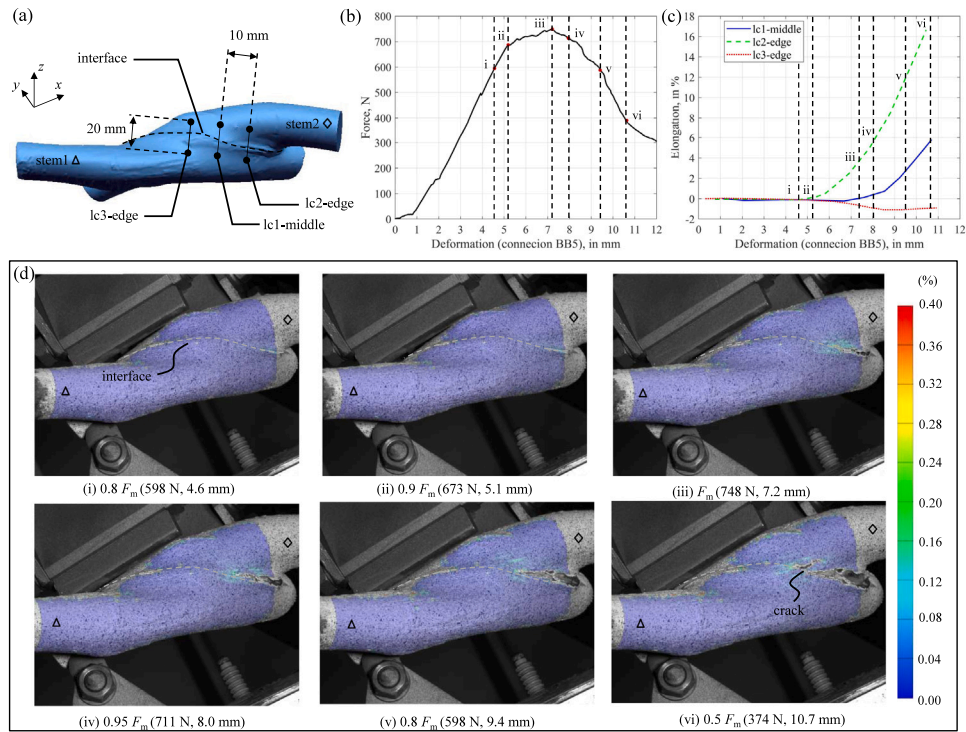 (a)
10 mm
interface
z
y
x
20 mm
stem2 ◇
stem1 Δ
lc3-edge
lc2-edge
lc1-middle
(b)
800
700
600
500
400
300
200
100
0
Force, N
i
ii
iii
iv
v
vi
0 1 2 3 4 5 6 7 8 9 10 11 12
Deformation (connecion BB5), in mm
(c)
18
16
14
12
10
8
6
4
2
0
-2
Elongation, in %
lc1-middle
lc2-edge
lc3-edge
i
ii
iii
iv
v
vi
0 1 2 3 4 5 6 7 8 9 10 11 12
Deformation (connecion BB5), in mm
(d)
interface
Δ
◇
(i) 0.8 Fm (598 N, 4.6 mm)
Δ
◇
(ii) 0.9 Fm (673 N, 5.1 mm)
Δ
◇
(iii) Fm (748 N, 7.2 mm)
Δ
◇
(iv) 0.95 Fm (711 N, 8.0 mm)
Δ
◇
(v) 0.8 Fm (598 N, 9.4 mm)
crack
Δ
◇
(vi) 0.5 Fm (374 N, 10.7 mm)
(%)
0.40
0.36
0.32
0.28
0.24
0.20
0.16
0.12
0.08
0.04
0.00